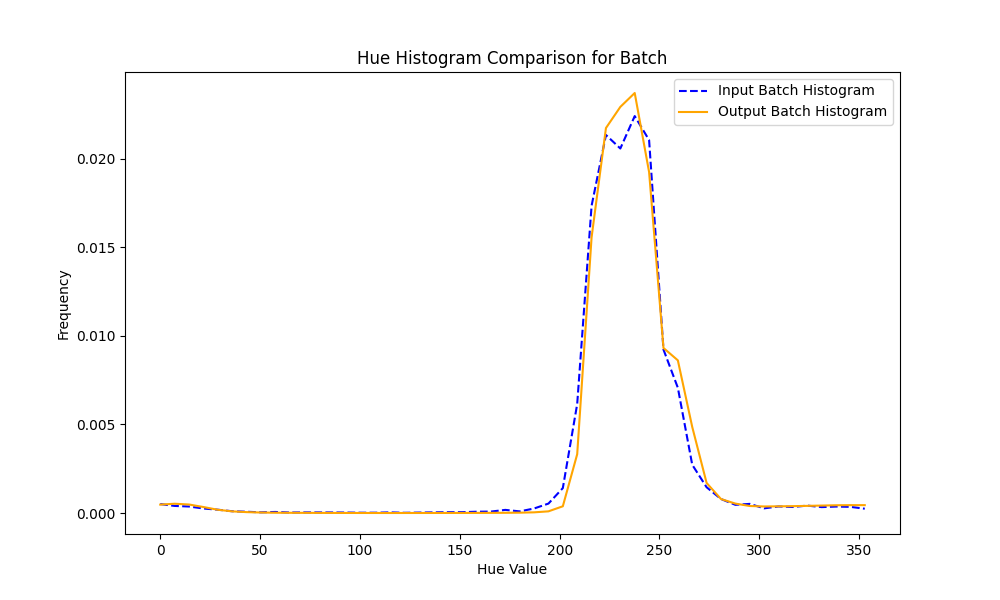 Hue Histogram Comparison for Batch
Input Batch Histogram
Output Batch Histogram
Frequency
0.020
0.015
0.010
0.005
0.000
0 50 100 150 200 250 300 350
Hue Value